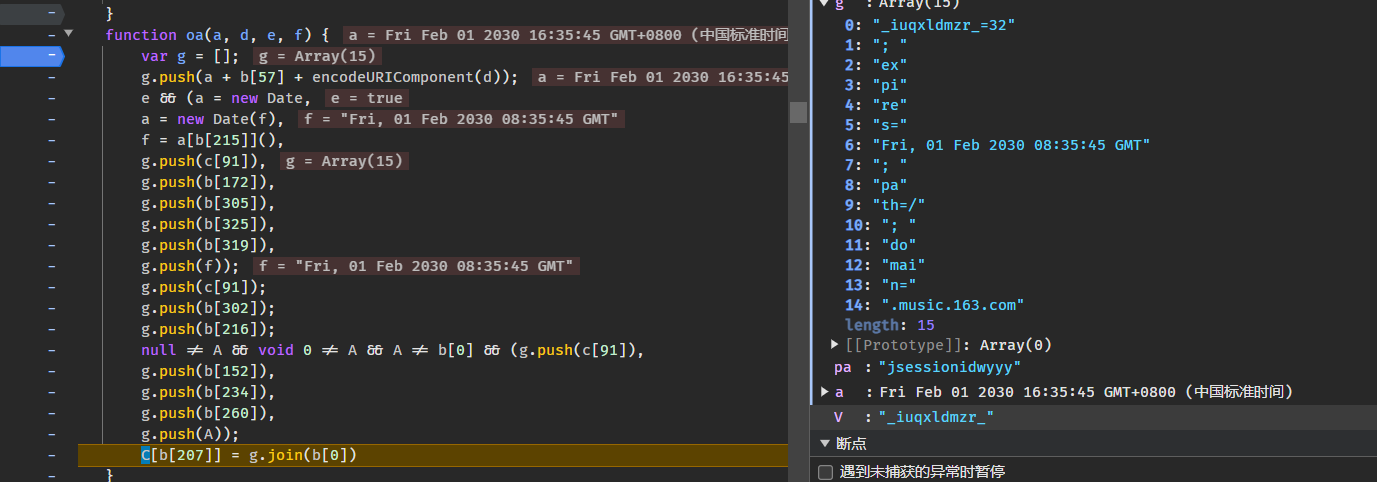 }
function oa(a, d, e, f) { a = Fri Feb 01 2030 16:35:45 GMT+0800 (中国标准时间
var g = []; g = Array(15)
g.push(a + b[57] + encodeURIComponent(d)); a = Fri Feb 01 2030 16:35:45
e && (a = new Date, e = true
a = new Date(f), f = "Fri, 01 Feb 2030 08:35:45 GMT"
f = a[b[215]](),
g.push(c[91]), g = Array(15)
g.push(b[172]),
g.push(b[305]),
g.push(b[325]),
g.push(b[319]),
g.push(f)); f = "Fri, 01 Feb 2030 08:35:45 GMT"
g.push(c[91]);
g.push(b[302]);
g.push(b[216]);
null != A && void 0 != A && A != b[0] && (g.push(c[91]),
g.push(b[152]),
g.push(b[234]),
g.push(b[260]),
g.push(A));
C[b[207]] = g.join(b[0])
}
g : Array(15)
0: "_iuqxldmzr_=32"
1: "; "
2: "ex"
3: "pi"
4: "re"
5: "s="
6: "Fri, 01 Feb 2030 08:35:45 GMT"
7: "; "
8: "pa"
9: "th=/"
10: "; "
11: "do"
12: "mai"
13: "n="
14: ".music.163.com"
length: 15
[[Prototype]]: Array(0)
pa : "jsessionidwyyy"
a : Fri Feb 01 2030 16:35:45 GMT+0800 (中国标准时间)
V : "_iuqxldmzr_"
断点
遇到未捕获的异常时暂停